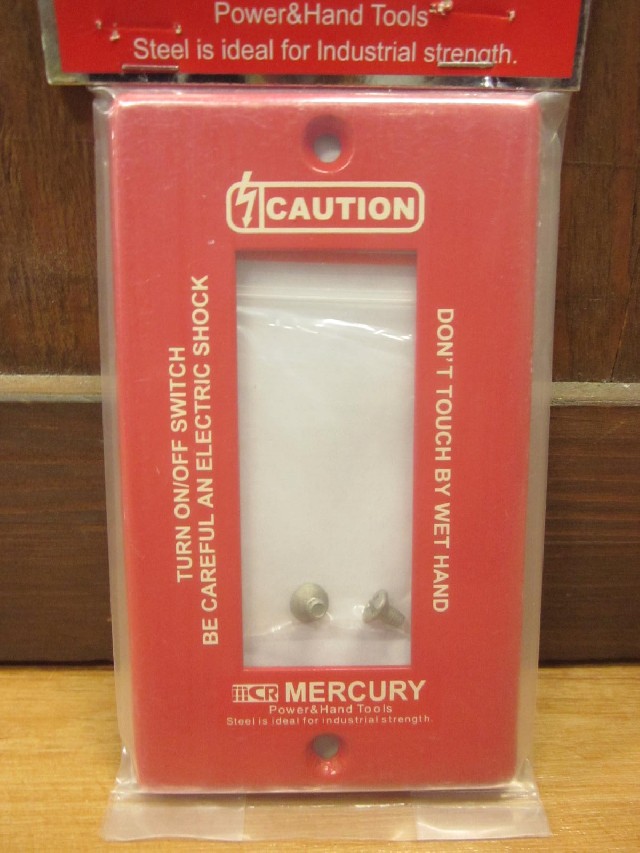 Power&Hand Tools
Steel is ideal for Industrial strength.
CAUTION
TURN ON/OFF SWITCH
BE CAREFUL AN ELECTRIC SHOCK
DON'T TOUCH BY WET HAND
MCR MERCURY
Power&Hand Tools
Steel is ideal for Industrial strength.